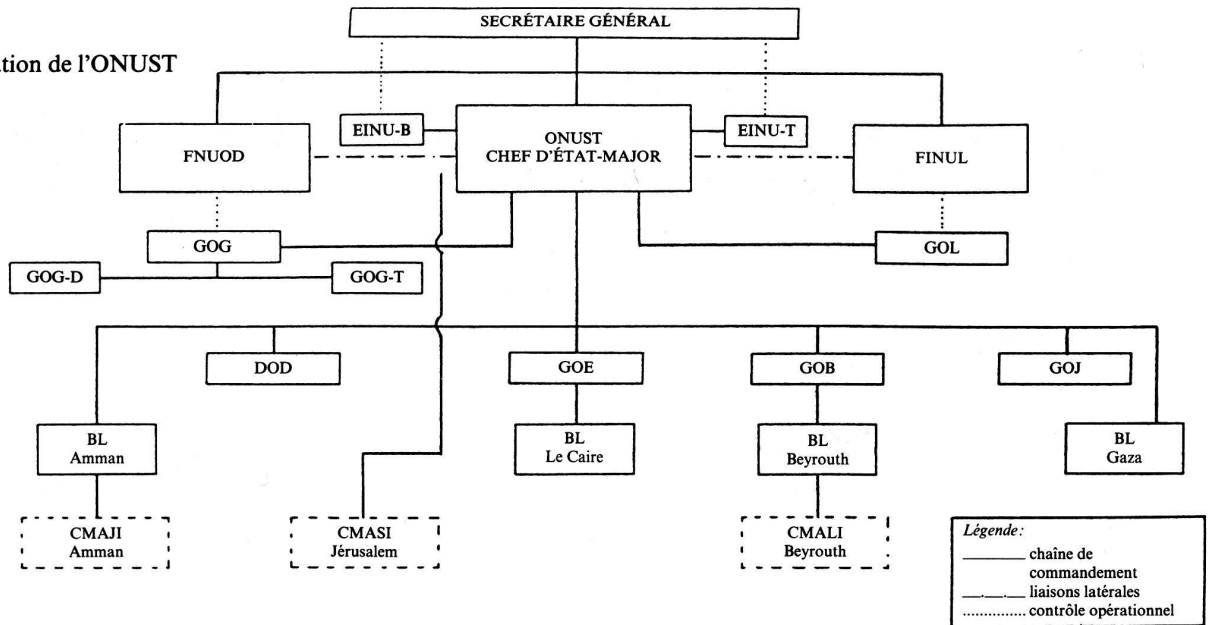 SECRÉTAIRE GÉNÉRAL
de l'ONUST
EINU-B
ONUST
CHEF D'ÉTAT-MAJOR
EINU-T
FNUOD
FINUL
GOG
GOL
GOG-D
GOG-T
DOD
GOE
GOB
GOJ
BL
Amman
BL
Le Caire
BL
Beyrouth
BL
Gaza
CMAJI
Amman
CMASI
Jérusalem
CMALI
Beyrouth
Légende:
chaîne de
commandement
liaisons latérales
contrôle opérationnel